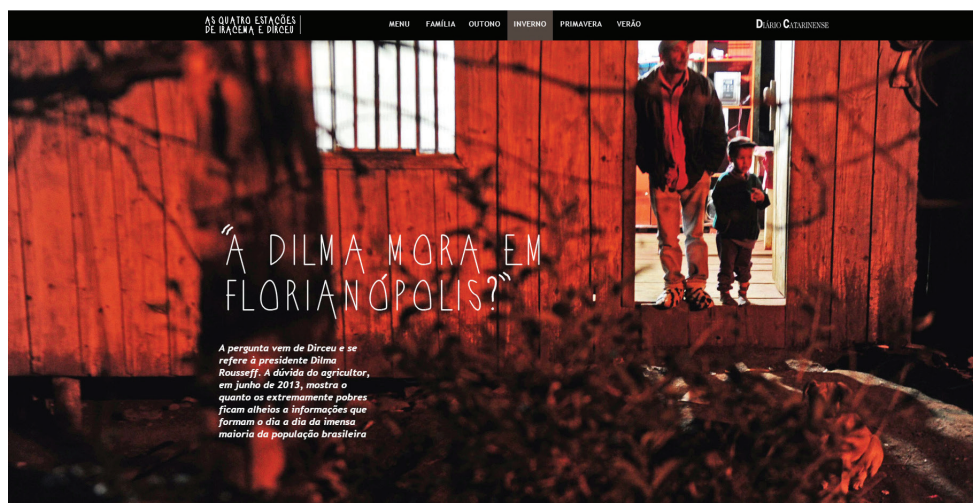 AS QUATRO ESTAÇÕES
DE IRACEMA E DIRCEU
MENU FAMÍLIA OUTONO INVERNO PRIMAVERA VERÃO
DIÁRIO CATARINENSE
"A DILMA MORA EM
FLORIANÓPOLIS?"
A pergunta vem de Dirceu e se
refere à presidente Dilma
Rousseff. A dúvida do agricultor,
em junho de 2013, mostra o
quanto os extremamente pobres
ficam alheios a informações que
formam o dia a dia da imensa
maioria da população brasileira